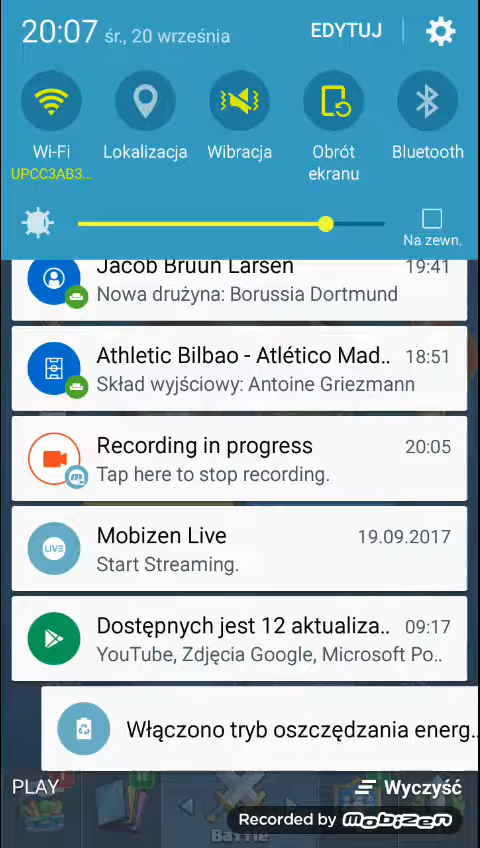 20:07 śr., 20 września EDYTUJ
Wi-Fi Lokalizacja Wibracja Obrót ekranu Bluetooth
UPCC3AB3...
Na zewn.
Jacob Bruun Larsen 19:41
Nowa drużyna: Borussia Dortmund
Athletic Bilbao - Atlético Mad.. 18:51
Skład wyjściowy: Antoine Griezmann
Recording in progress 20:05
Tap here to stop recording.
LIVE
Mobizen Live 19.09.2017
Start Streaming.
Dostępnych jest 12 aktualiza.. 09:17
YouTube, Zdjęcia Google, Microsoft Po..
Włączono tryb oszczędzania energ..
PLAY Wyczyść
Battle
Recorded by mobizen